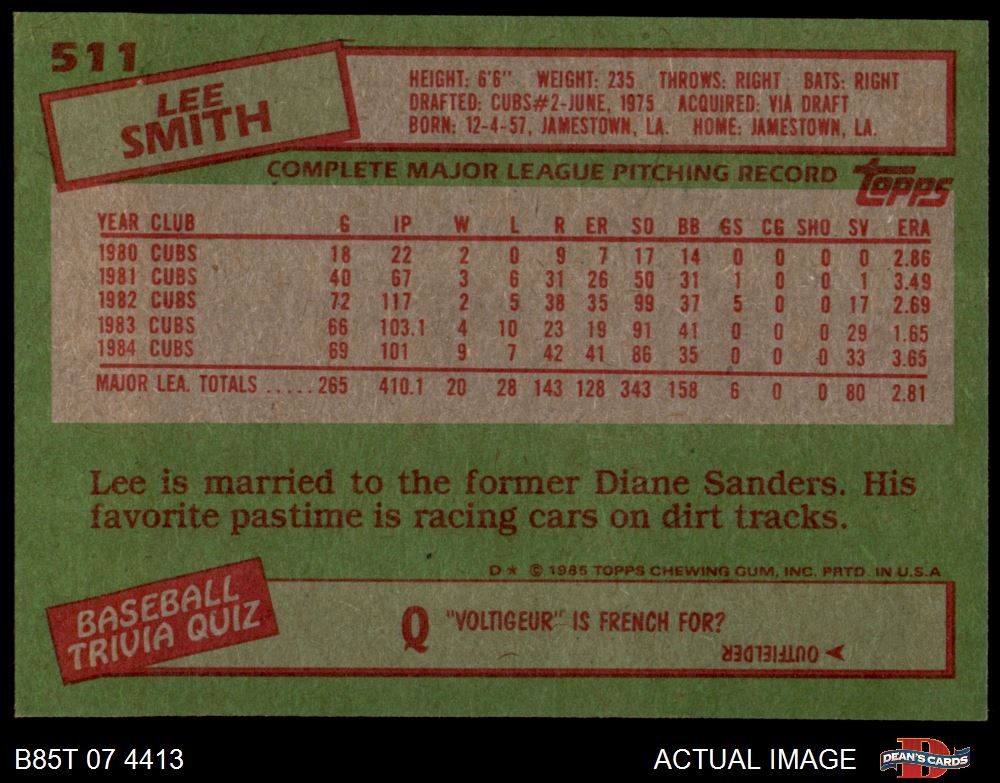 511
LEE
SMITH
HEIGHT: 6'6" WEIGHT: 235 THROWS: RIGHT BATS: RIGHT
DRAFTED: CUBS#2-JUNE, 1975 ACQUIRED: VIA DRAFT
BORN: 12-4-57, JAMESTOWN, LA. HOME: JAMESTOWN, LA.
COMPLETE MAJOR LEAGUE PITCHING RECORD
TOPPS
YEAR CLUB G IP W L R ER SO BB GS CG SHO SV ERA
1980 CUBS 18 22 2 0 9 7 17 14 0 0 0 0 2.86
1981 CUBS 40 67 3 6 31 26 50 31 1 0 0 1 3.49
1982 CUBS 72 117 2 5 38 35 99 37 5 0 0 17 2.69
1983 CUBS 66 103.1 4 10 23 19 91 41 0 0 0 29 1.65
1984 CUBS 69 101 9 7 42 41 86 35 0 0 0 33 3.65
MAJOR LEA. TOTALS ..... 265 410.1 20 28 143 128 343 158 6 0 0 80 2.81
Lee is married to the former Diane Sanders. His
favorite pastime is racing cars on dirt tracks.
D* © 1985 TOPPS CHEWING GUM, INC. PRTD. IN U.S.A
BASEBALL
TRIVIA QUIZ
Q "VOLTIGEUR" IS FRENCH FOR?
OUTFIELDER
B85T 07 4413
ACTUAL IMAGE
DEAN'S CARDS